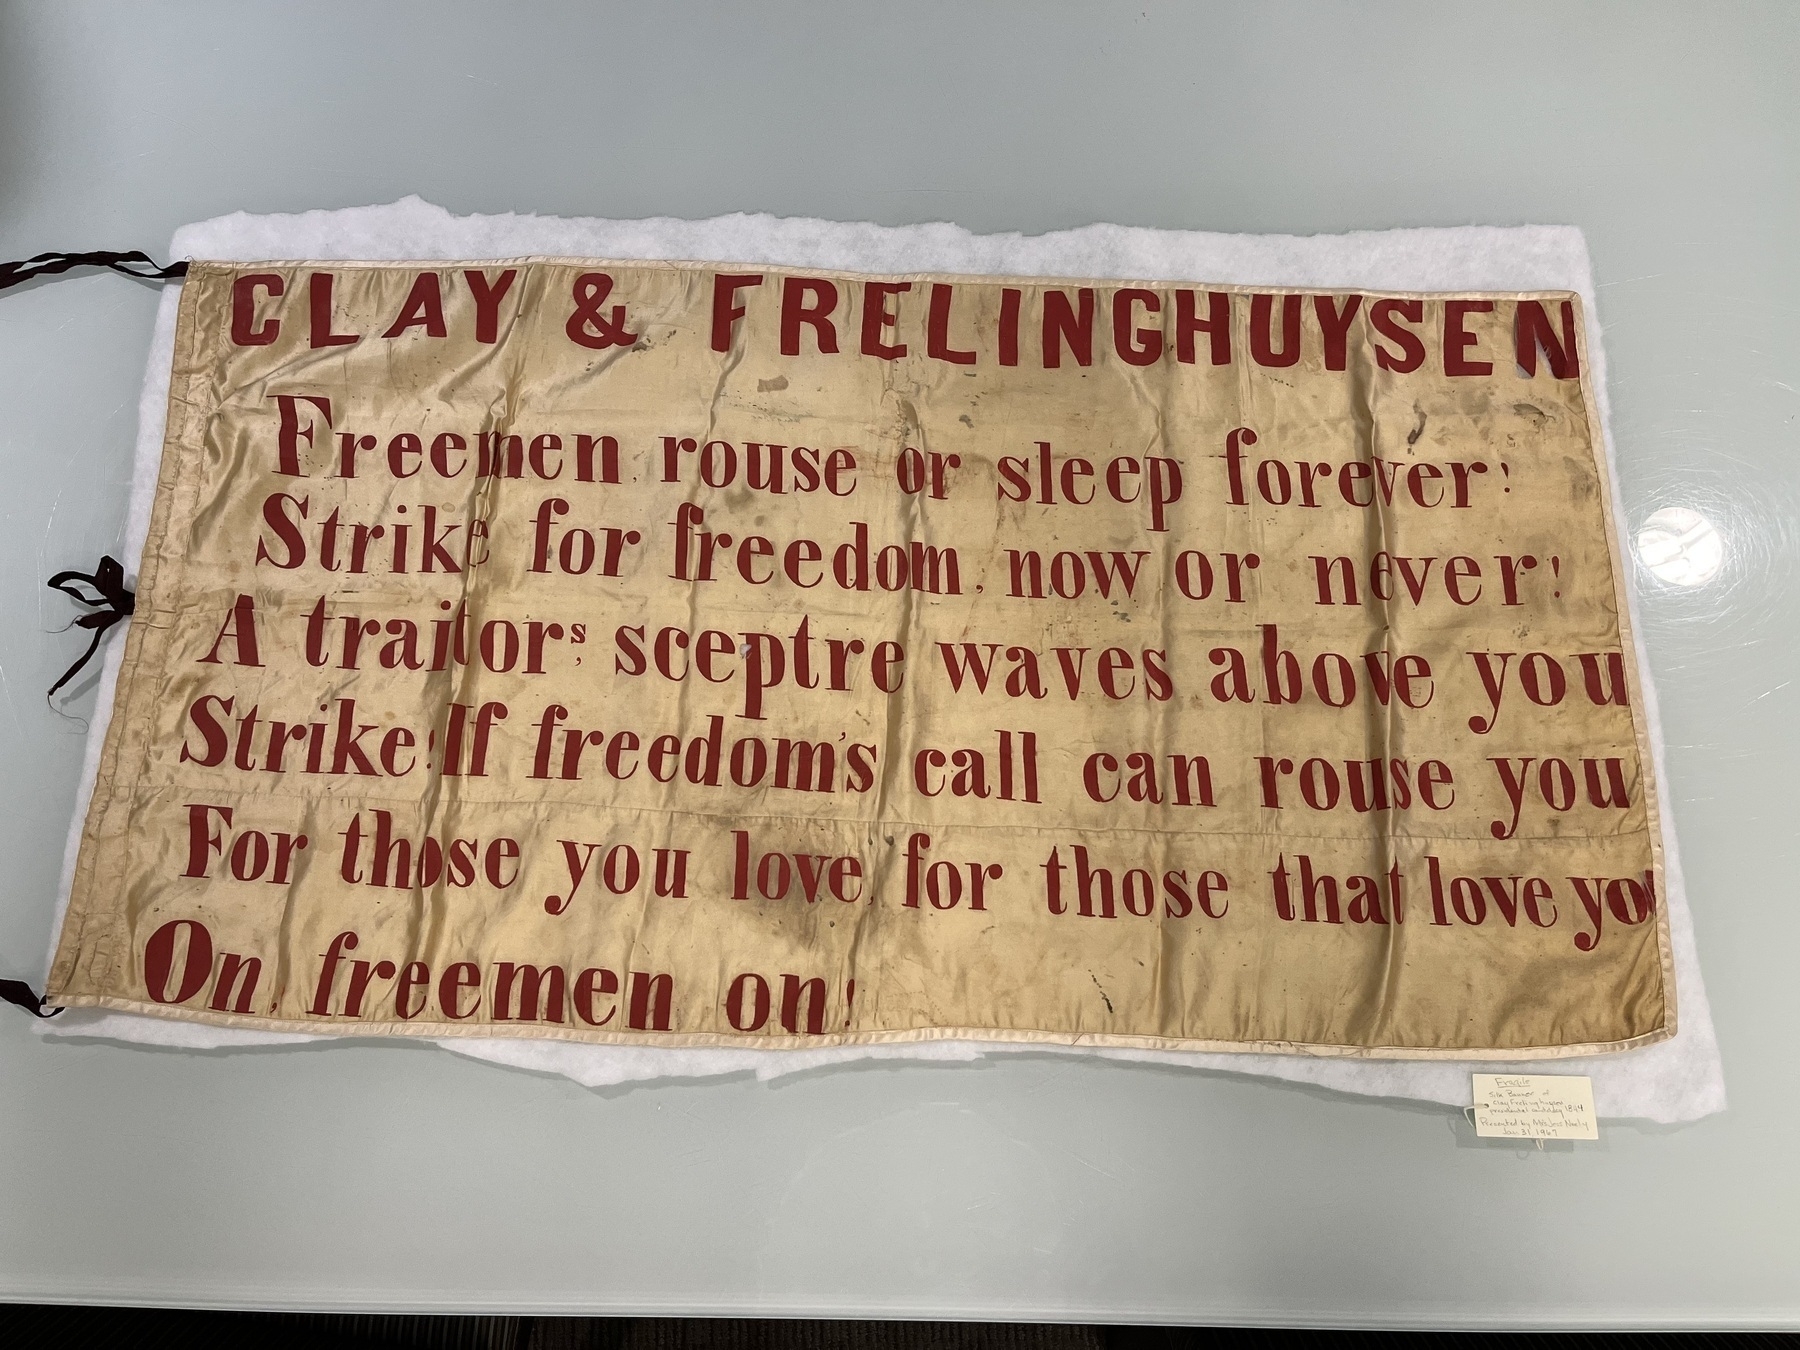 CLAY & FRELINGHUYSEN
Freemen, rouse or sleep forever!
Strike for freedom, now or never!
A traitors, sceptre waves above you
Strike! If freedom's call can rouse you
For those you love, for those that love you
On, freemen on!
Fragile
Silk Banner of
Clay Frelinghuysen
presidential candidacy 1844
Presented by Mrs Neely
Jan. 31, 1967